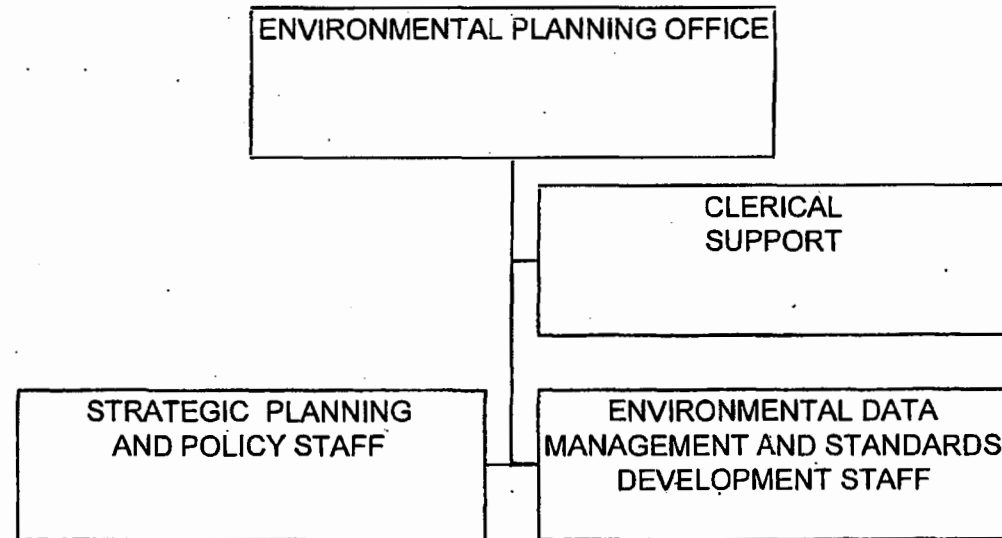 ENVIRONMENTAL PLANNING OFFICE
CLERICAL
SUPPORT
STRATEGIC PLANNING
AND POLICY STAFF
ENVIRONMENTAL DATA
MANAGEMENT AND STANDARDS
DEVELOPMENT STAFF